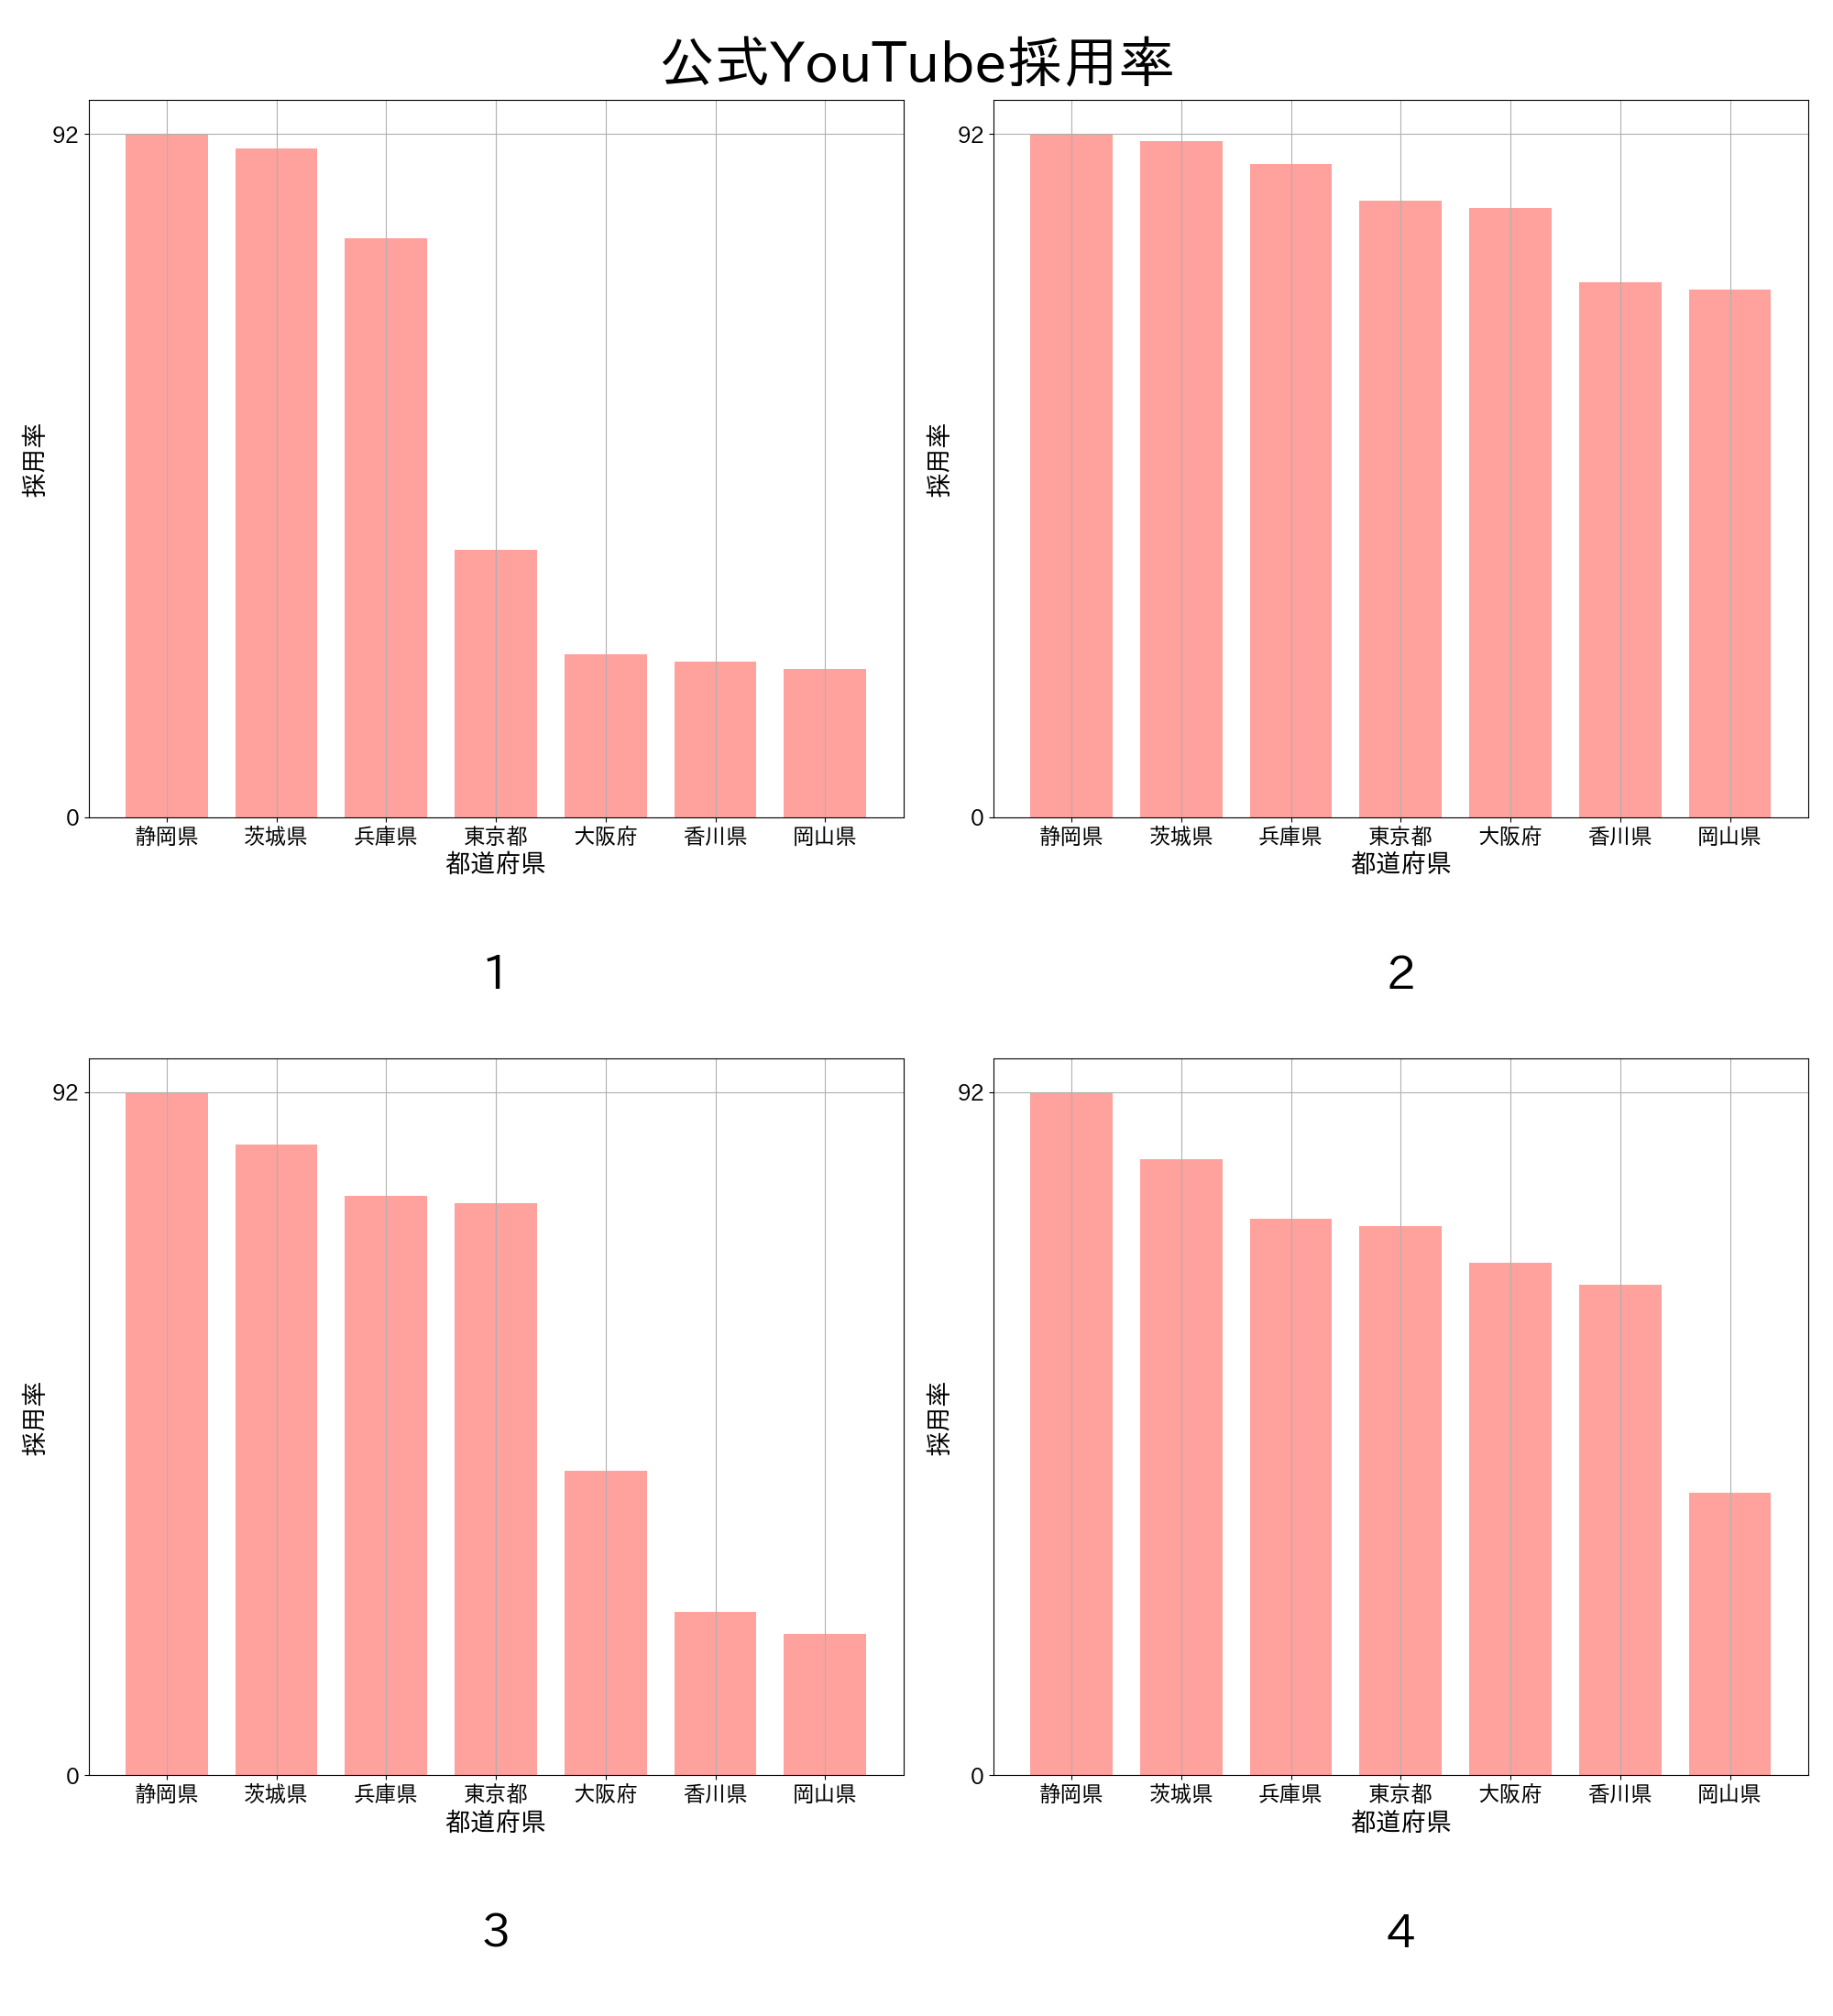 公式YouTube採用率
92
0
採用率
静岡県 茨城県 兵庫県 東京都 大阪府 香川県 岡山県
都道府県
1
92
0
採用率
静岡県 茨城県 兵庫県 東京都 大阪府 香川県 岡山県
都道府県
2
92
0
採用率
静岡県 茨城県 兵庫県 東京都 大阪府 香川県 岡山県
都道府県
3
92
0
採用率
静岡県 茨城県 兵庫県 東京都 大阪府 香川県 岡山県
都道府県
4